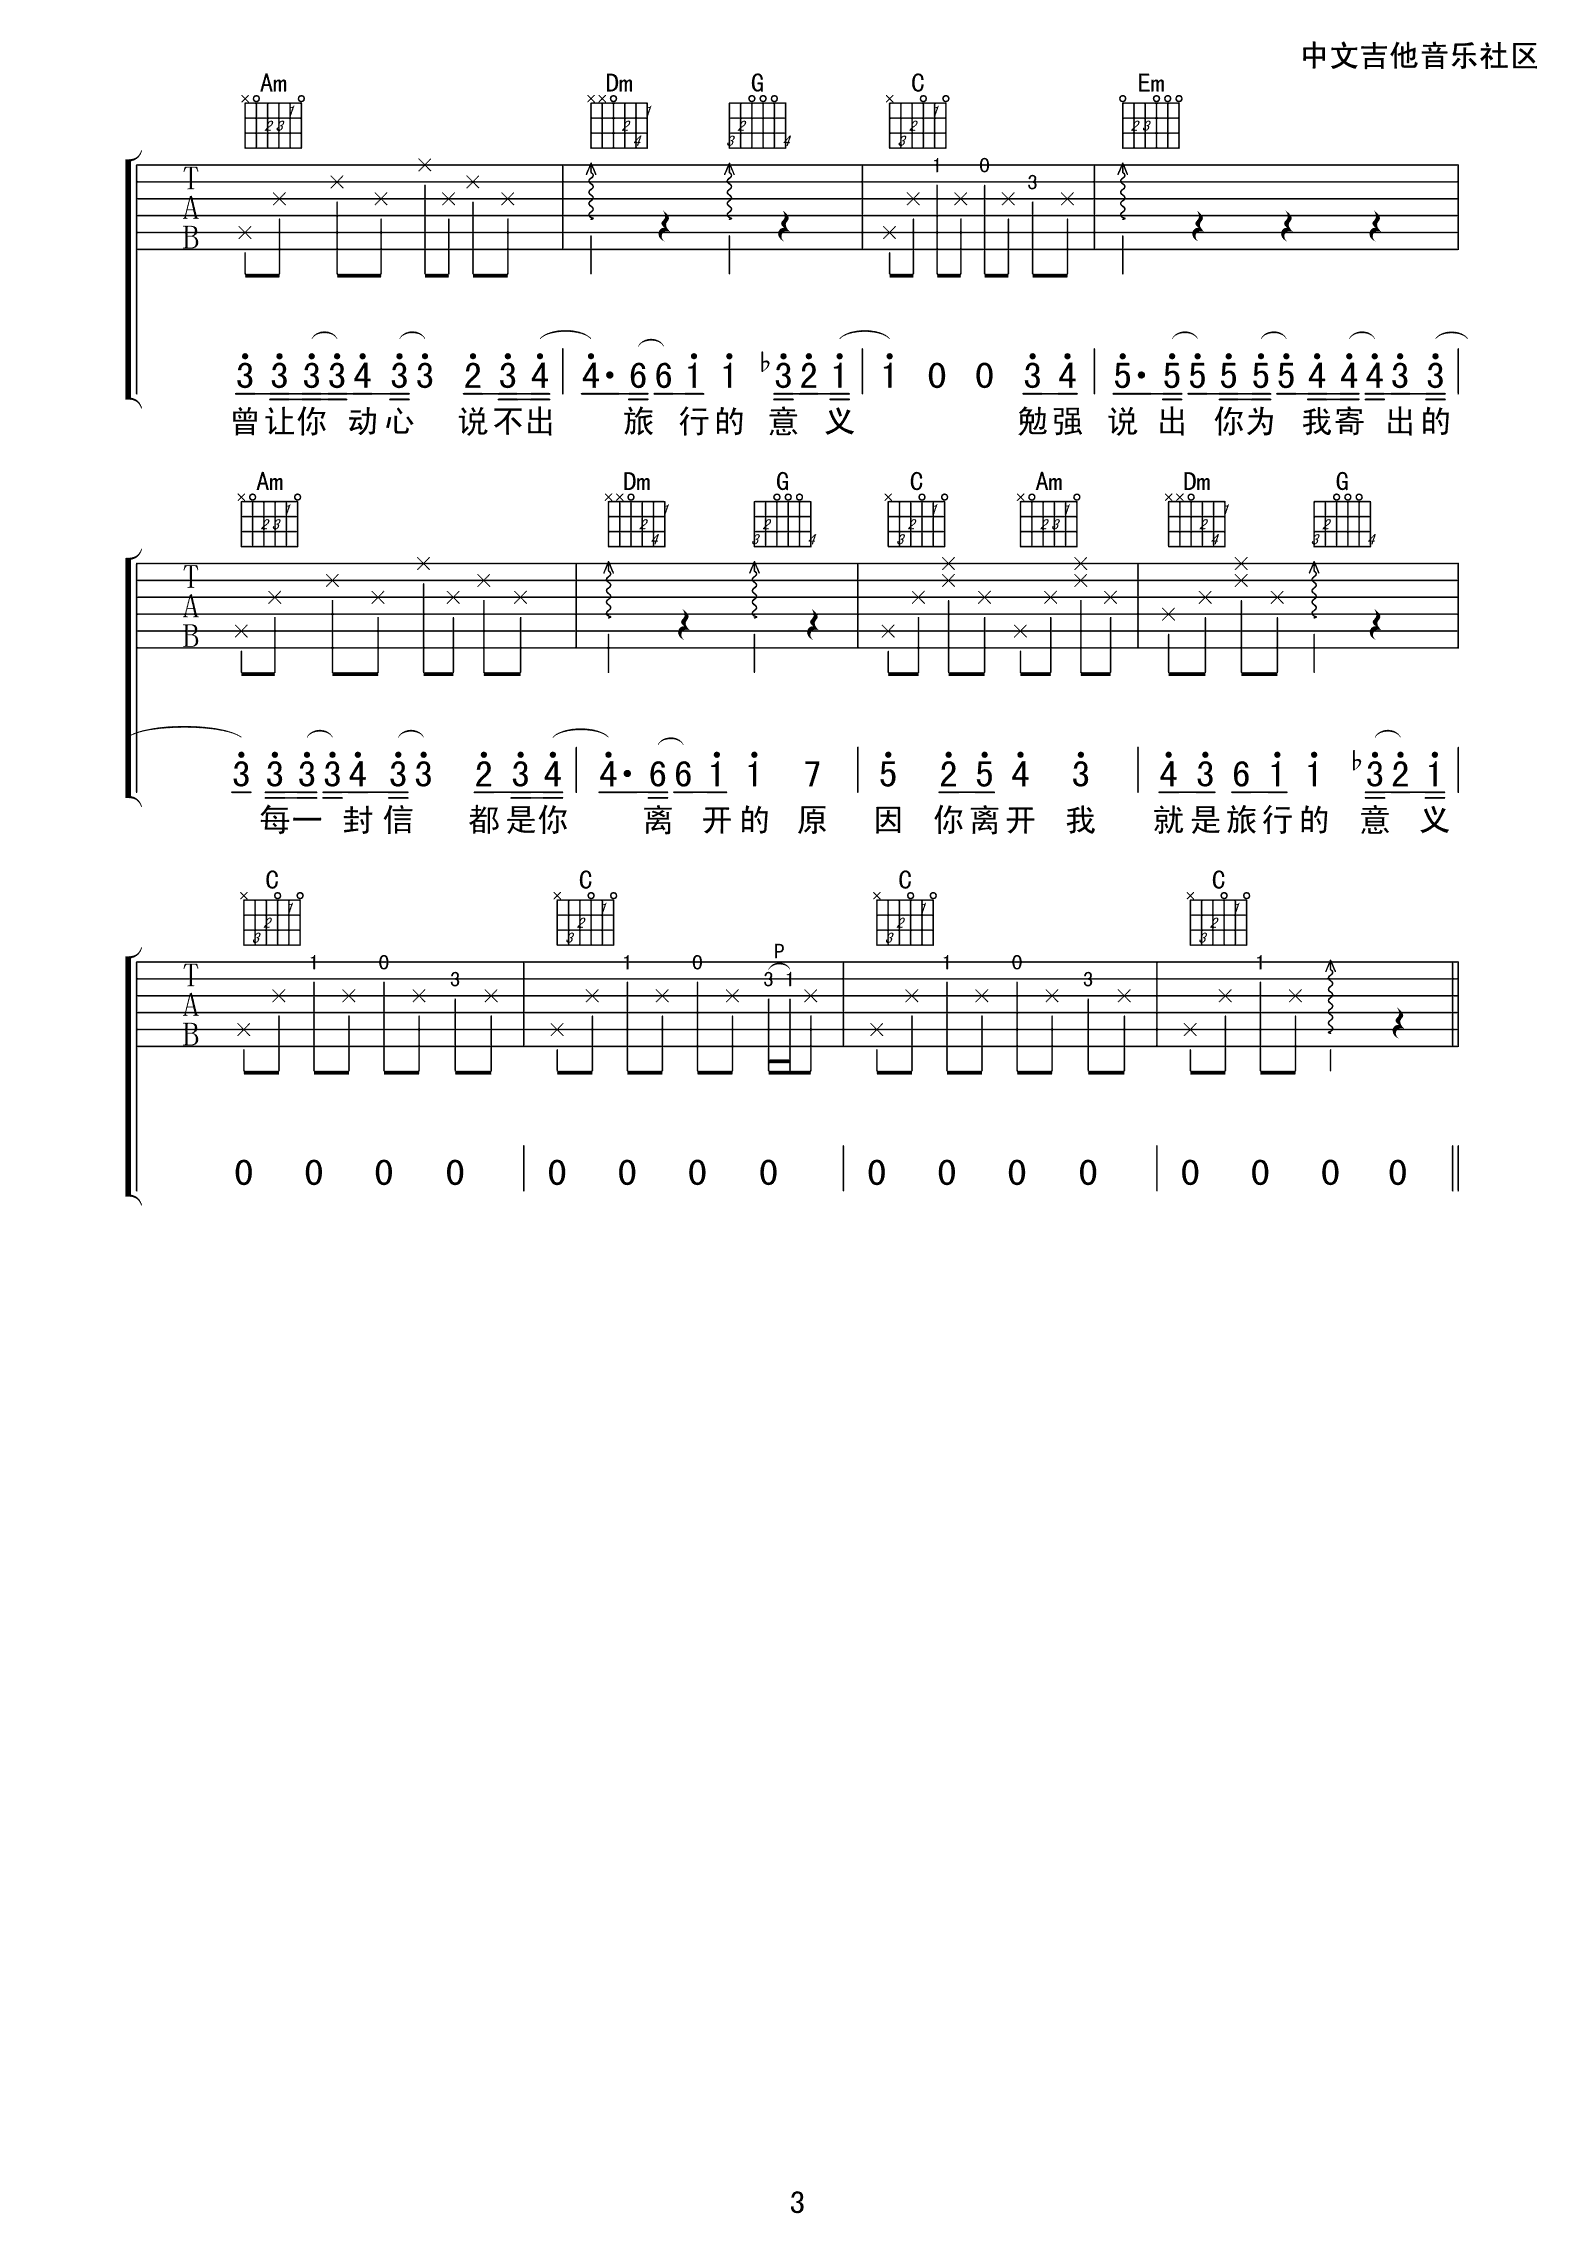 中文吉他音乐社区
Am Dm G C Em
T A B 1 0 3
3 3 3 3 4 3 3 2 3 4 4· 6 6 1 1 ♭3 2 1 1 0 0 3 4 5· 5 5 5 5 5 4 4 4 3 3
曾让你 动心 说不出 旅 行的 意 义 勉强 说 出 你为 我寄 出的
Am Dm G C Am Dm G
T A B
3 3 3 3 4 3 3 2 3 4 4· 6 6 1 1 7 5 2 5 4 3 4 3 6 1 1 ♭3 2 1
每一 封信 都是你 离 开的 原 因 你离开 我 就是旅行的 意 义
C C C C
T A B 1 0 3 1 0 P 3 1 1 0 3 1
0 0 0 0 0 0 0 0 0 0 0 0 0 0 0 0
3